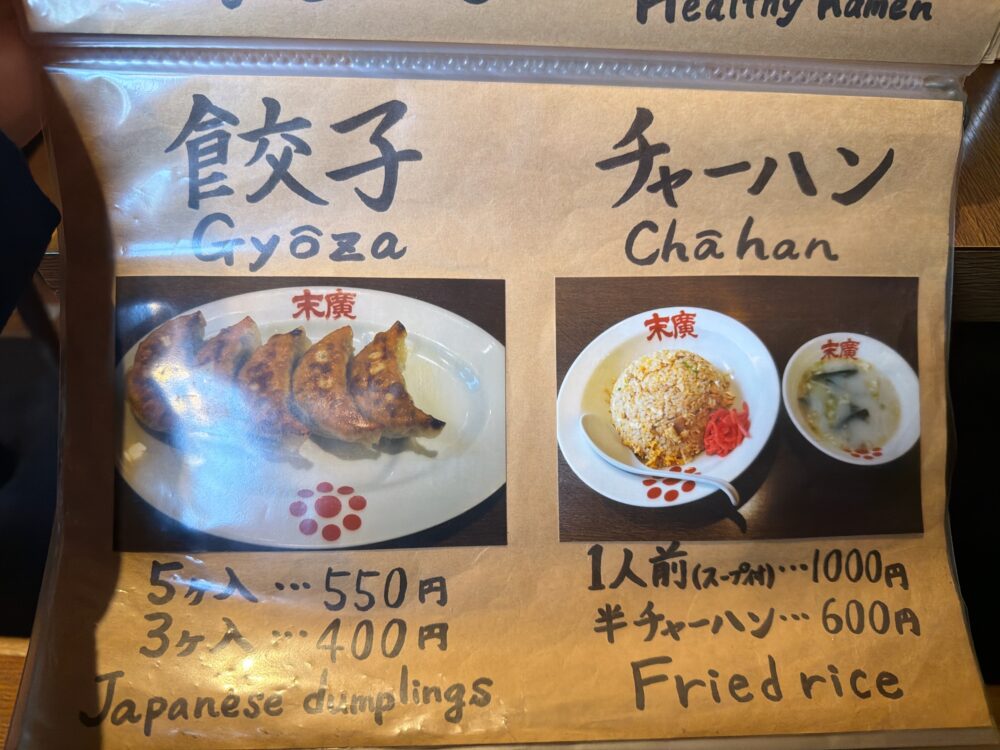 Healthy Ramen
餃子
Gyôza
末廣
5ヶ入…550円
3ヶ入…400円
Japanese dumplings
チャーハン
Chāhan
末廣
末廣
1人前(スープ付)…1000円
半チャーハン…600円
Fried rice